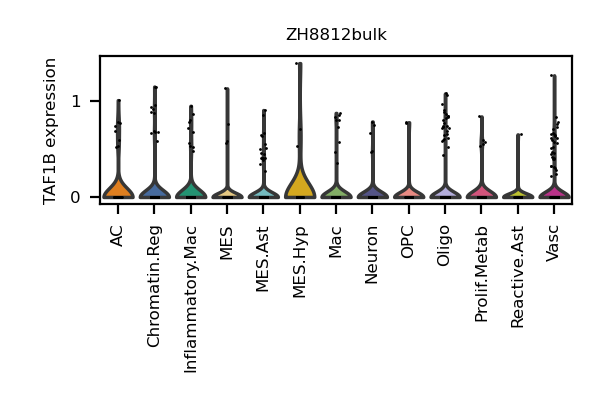 ZH8812bulk
TAF1B expression
1
0
AC
Chromatin.Reg
Inflammatory.Mac
MES
MES.Ast
MES.Hyp
Mac
Neuron
OPC
Oligo
Prolif.Metab
Reactive.Ast
Vasc